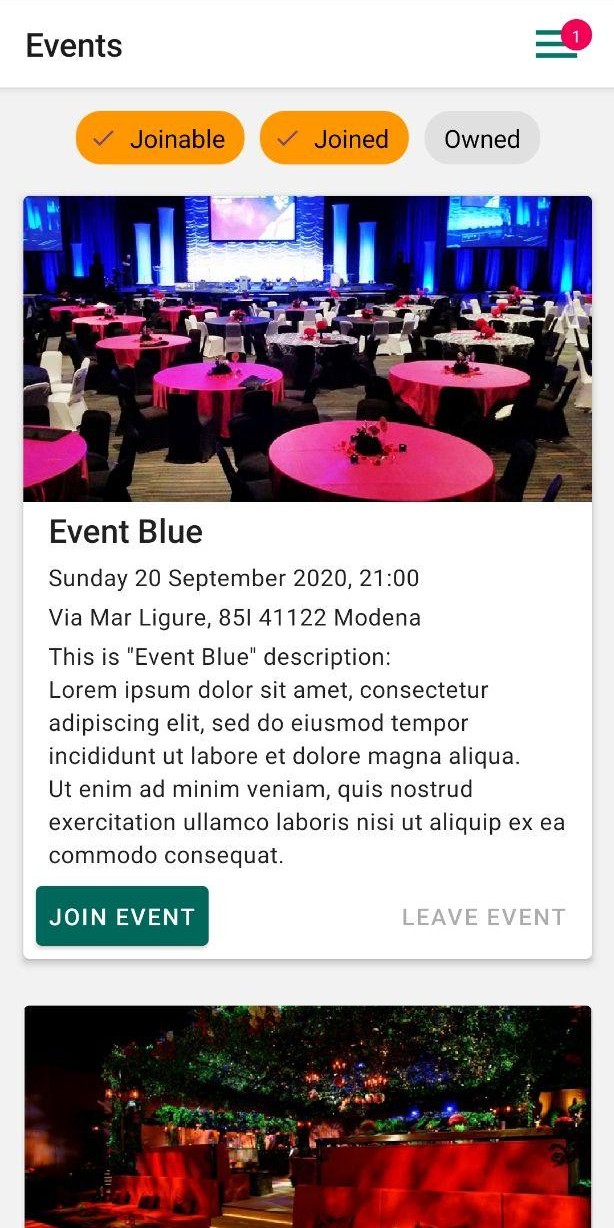 Events
1
Joinable
Joined
Owned
Event Blue
Sunday 20 September 2020, 21:00
Via Mar Ligure, 85I 41122 Modena
This is "Event Blue" description:
Lorem ipsum dolor sit amet, consectetur
adipiscing elit, sed do eiusmod tempor
incididunt ut labore et dolore magna aliqua.
Ut enim ad minim veniam, quis nostrud
exercitation ullamco laboris nisi ut aliquip ex ea
commodo consequat.
JOIN EVENT
LEAVE EVENT